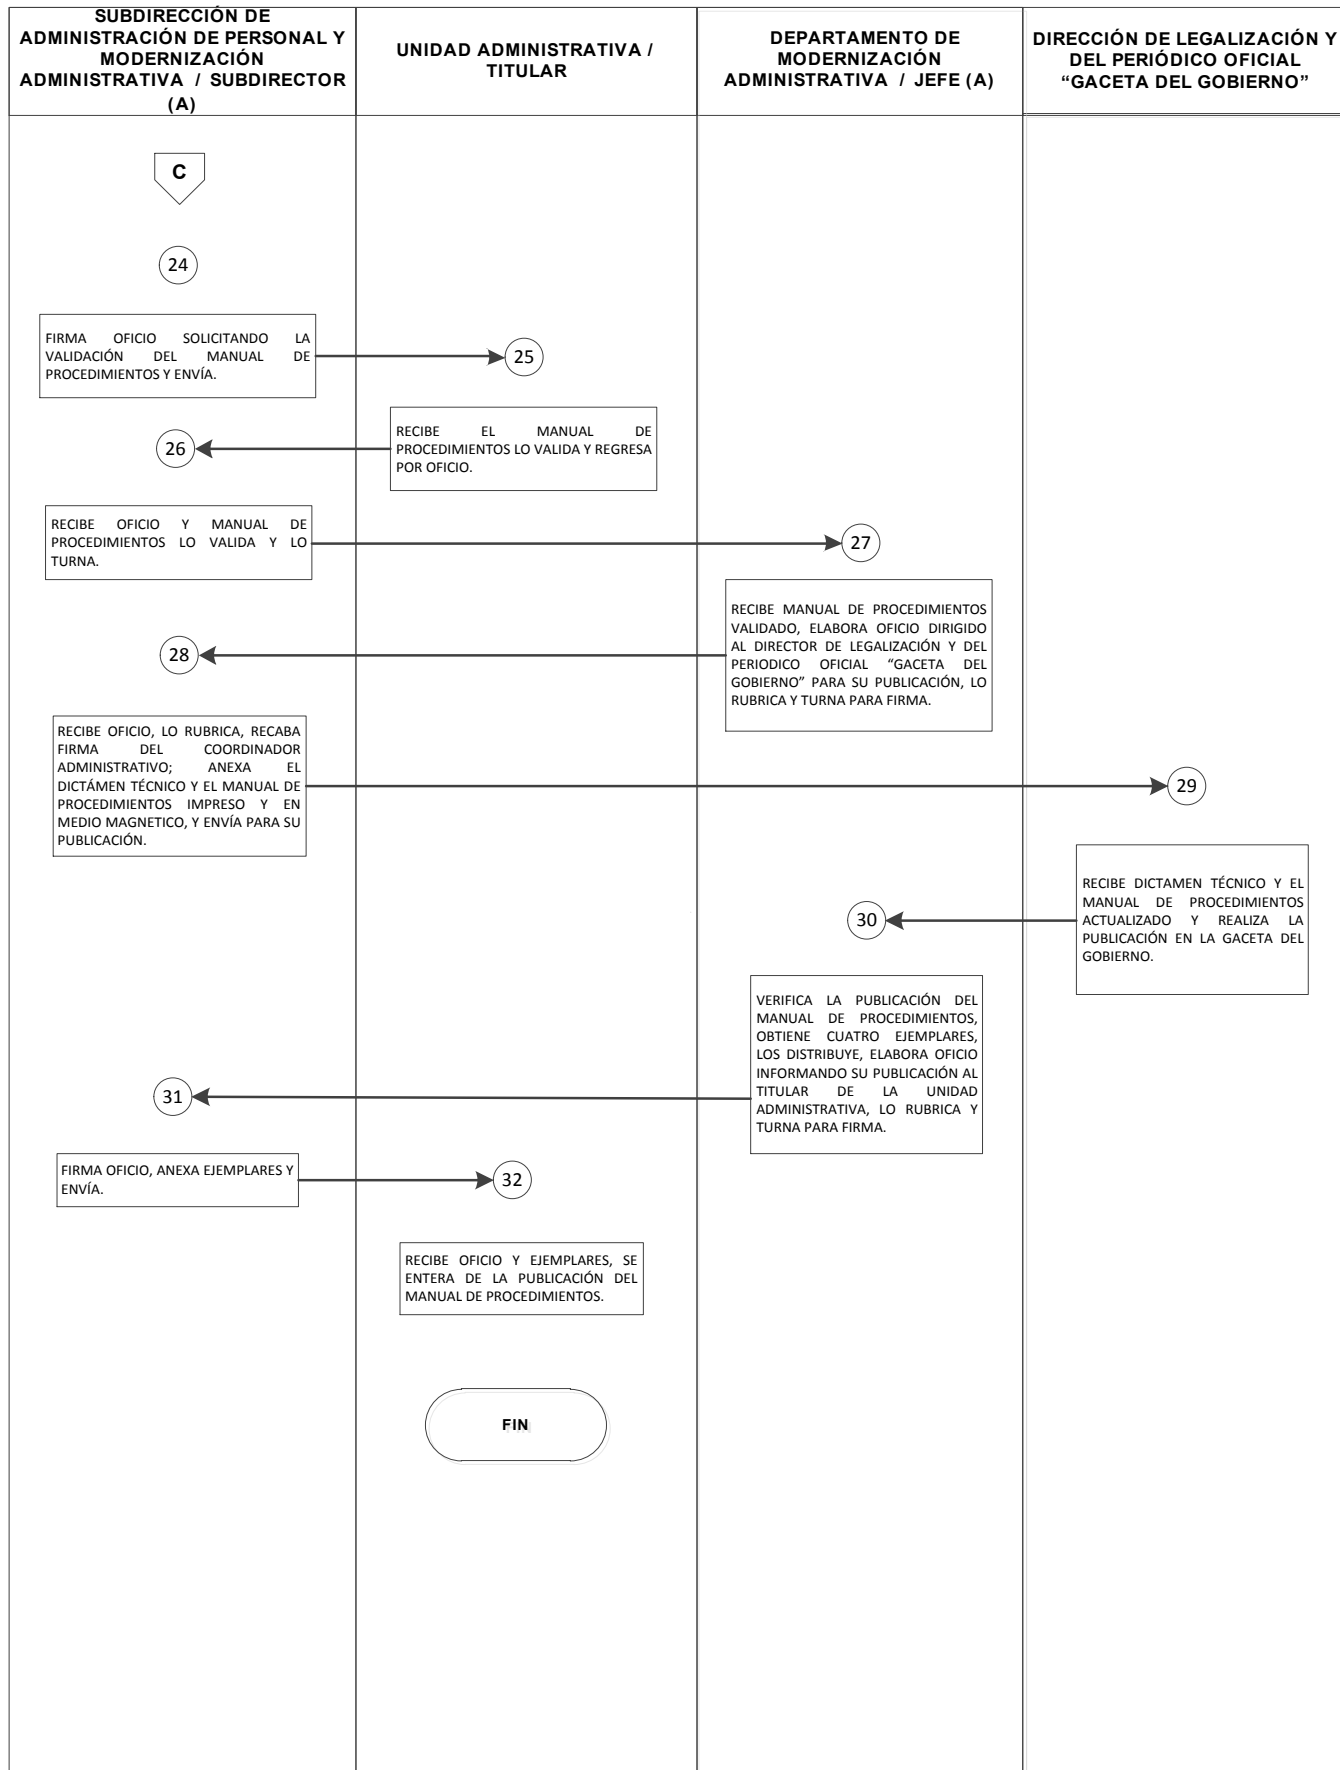 SUBDIRECCIÓN DE
ADMINISTRACIÓN DE PERSONAL Y
MODERNIZACIÓN
ADMINISTRATIVA / SUBDIRECTOR
(A)
UNIDAD ADMINISTRATIVA /
TITULAR
DEPARTAMENTO DE
MODERNIZACIÓN
ADMINISTRATIVA / JEFE (A)
DIRECCIÓN DE LEGALIZACIÓN Y
DEL PERIÓDICO OFICIAL
“GACETA DEL GOBIERNO”
C
24
FIRMA OFICIO SOLICITANDO LA
VALIDACIÓN DEL MANUAL DE
PROCEDIMIENTOS Y ENVÍA.
25
RECIBE EL MANUAL DE
PROCEDIMIENTOS LO VALIDA Y REGRESA
POR OFICIO.
26
RECIBE OFICIO Y MANUAL DE
PROCEDIMIENTOS LO VALIDA Y LO
TURNA.
27
RECIBE MANUAL DE PROCEDIMIENTOS
VALIDADO, ELABORA OFICIO DIRIGIDO
AL DIRECTOR DE LEGALIZACIÓN Y DEL
PERIODICO OFICIAL “GACETA DEL
GOBIERNO” PARA SU PUBLICACIÓN, LO
RUBRICA Y TURNA PARA FIRMA.
28
RECIBE OFICIO, LO RUBRICA, RECABA
FIRMA DEL COORDINADOR
ADMINISTRATIVO; ANEXA EL
DICTÁMEN TÉCNICO Y EL MANUAL DE
PROCEDIMIENTOS IMPRESO Y EN
MEDIO MAGNETICO, Y ENVÍA PARA SU
PUBLICACIÓN.
29
RECIBE DICTAMEN TÉCNICO Y EL
MANUAL DE PROCEDIMIENTOS
ACTUALIZADO Y REALIZA LA
PUBLICACIÓN EN LA GACETA DEL
GOBIERNO.
30
VERIFICA LA PUBLICACIÓN DEL
MANUAL DE PROCEDIMIENTOS,
OBTIENE CUATRO EJEMPLARES,
LOS DISTRIBUYE, ELABORA OFICIO
INFORMANDO SU PUBLICACIÓN AL
TITULAR DE LA UNIDAD
ADMINISTRATIVA, LO RUBRICA Y
TURNA PARA FIRMA.
31
FIRMA OFICIO, ANEXA EJEMPLARES Y
ENVÍA.
32
RECIBE OFICIO Y EJEMPLARES, SE
ENTERA DE LA PUBLICACIÓN DEL
MANUAL DE PROCEDIMIENTOS.
FIN